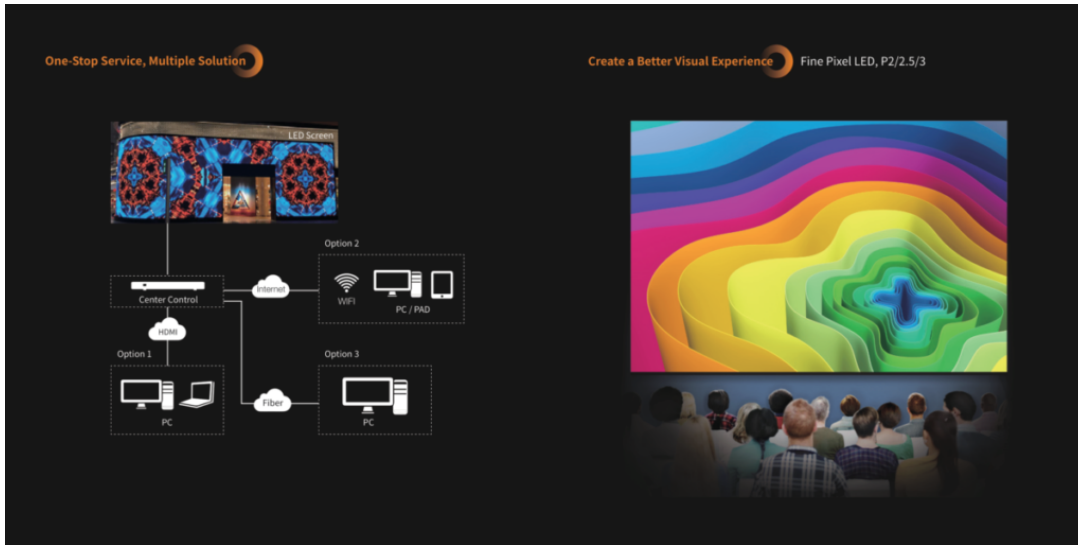 One-Stop Service, Multiple Solution
LED Screen
Center Control
Internet
Option 2
WIFI
PC / PAD
HDMI
Option 1
PC
Fiber
Option 3
PC
Create a Better Visual Experience
Fine Pixel LED, P2/2.5/3